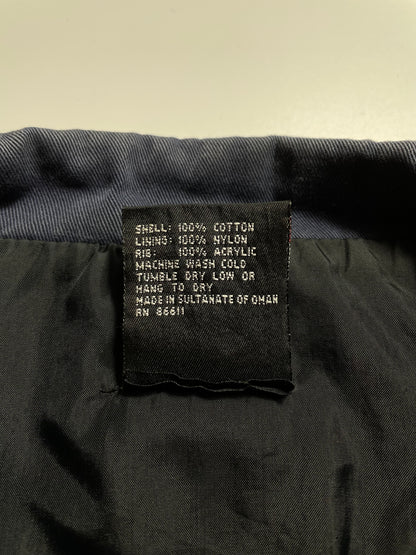 SHELL: 100% COTTON
LINING: 100% NYLON
RIB: 100% ACRYLIC
MACHINE WASH COLD
TUMBLE DRY LOW OR
HANG TO DRY
MADE IN SULTANATE OF OMAN
RN 86611